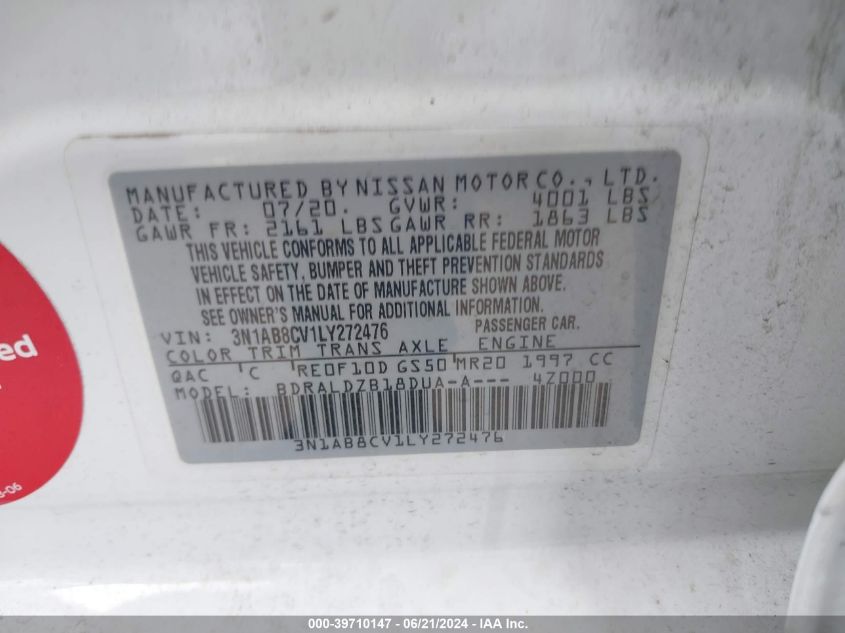 MANUFACTURED BY NISSAN MOTOR CO., LTD.
DATE: 07/20. GVWR: 4001 LBS
GAWR FR: 2161 LBS GAWR RR: 1863 LBS
THIS VEHICLE CONFORMS TO ALL APPLICABLE FEDERAL MOTOR
VEHICLE SAFETY, BUMPER AND THEFT PREVENTION STANDARDS
IN EFFECT ON THE DATE OF MANUFACTURE SHOWN ABOVE.
SEE OWNER'S MANUAL FOR ADDITIONAL INFORMATION.
VIN: 3N1AB8CV1LY272476 PASSENGER CAR.
COLOR TRIM TRANS AXLE ENGINE
QAC C RE0F10D GS50 MR20 1997 CC
MODEL: BDRALDZB18DUA-A--- 4Z000
3N1AB8CV1LY272476
ed
3-06
000-39710147 - 06/21/2024 - IAA Inc.